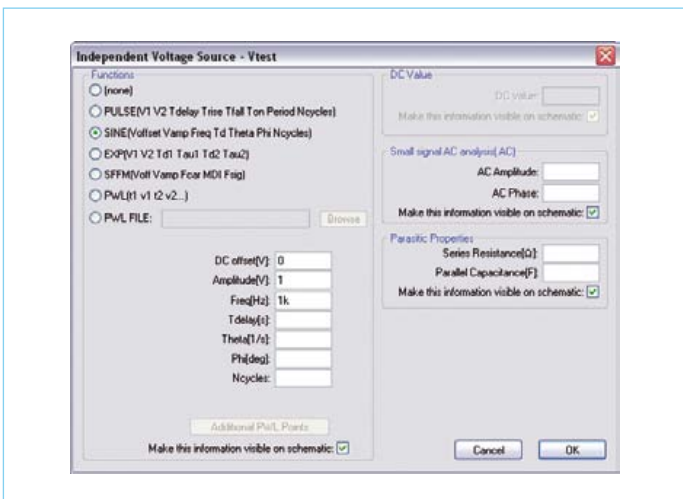 Independent Voltage Source - Vtest
Functions
(none)
PULSE(V1 V2 Tdelay Trise Tfall Ton Period Ncycles)
SINE(Voffset Vamp Freq Td Theta Phi Ncycles)
EXP(V1 V2 Td1 Tau1 Td2 Tau2)
SFFM(Voff Vamp Fcar MDI Fsig)
PWL(t1 v1 t2 v2...)
PWL FILE:
Browse
DC offset[V]: 0
Amplitude[V]: 1
Freq[Hz]: 1k
Tdelay[s]:
Theta[1/s]:
Phi[deg]:
Ncycles:
Additional PWL Points
Make this information visible on schematic:
DC Value
DC value:
Make this information visible on schematic:
Small signal AC analysis(.AC)
AC Amplitude:
AC Phase:
Make this information visible on schematic:
Parasitic Properties
Series Resistance[Ω]:
Parallel Capacitance[F]:
Make this information visible on schematic:
Cancel
OK